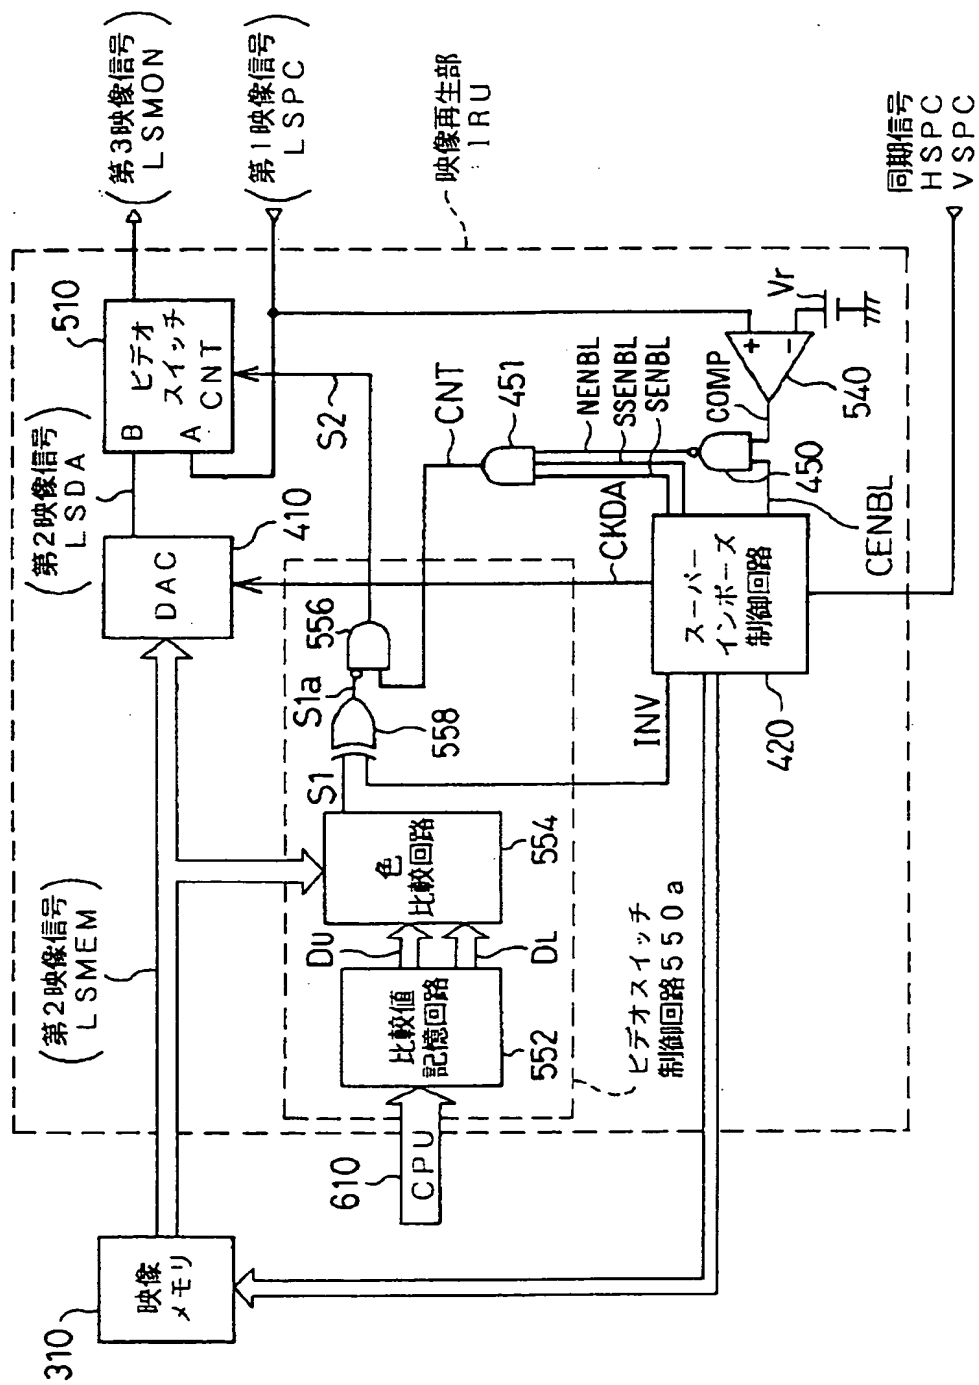 (第3映像信号)
LSMON
(第1映像信号)
LSPC
映像再生部
: IRU
同期信号
HSPC
VSPC
510
B
A
ビデオ
スイッチ
CNT
(第2映像信号)
LSDA
410
DAC
S2
CNT
451
NENBL
SSENBL
SENBL
COMP
Vr
+
−
540
450
CENBL
CKDA
556
S1a
558
S1
INV
スーパー
インポーズ
制御回路
420
(第2映像信号)
LSMEM
色
比較回路
554
DU
DL
比較値
記憶回路
552
ビデオスイッチ
制御回路550a
610
CPU
310
映像
メモリ